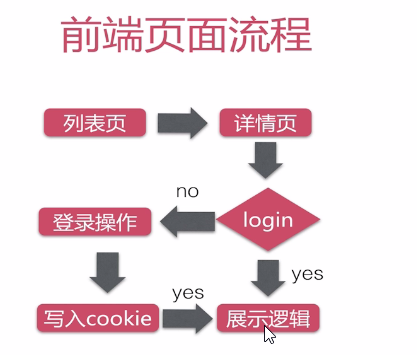 前端页面流程
列表页
详情页
no
登录操作
login
yes
yes
写入cookie
展示逻辑